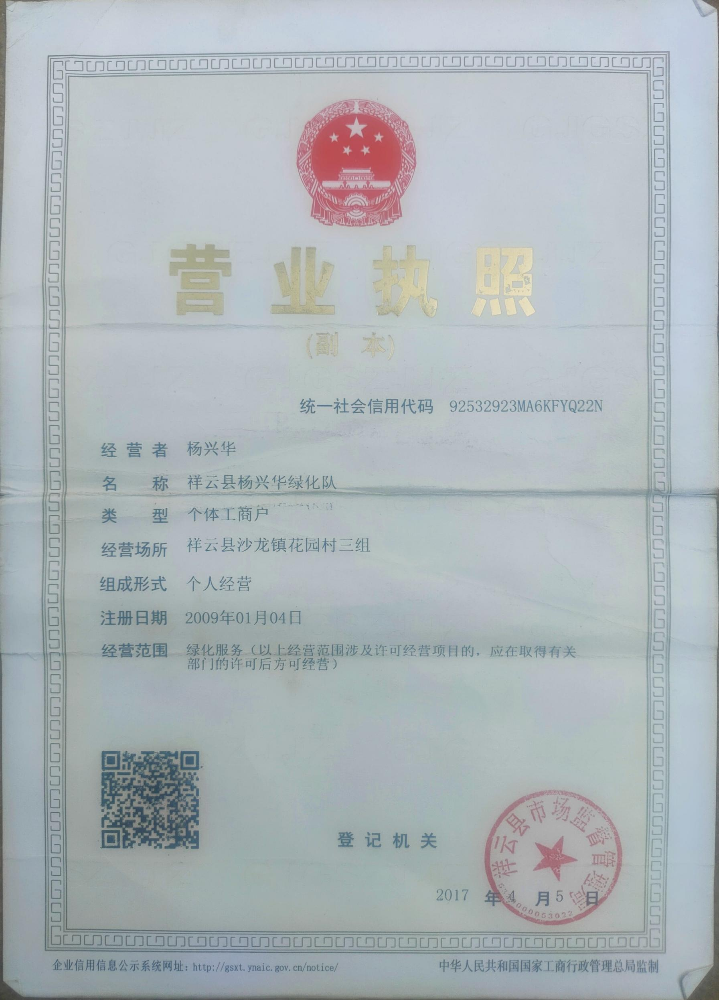 营业执照
(副 本)
统一社会信用代码 92532923MA6KFYQ22N
经营者 杨兴华
名称 祥云县杨兴华绿化队
类型 个体工商户
经营场所 祥云县沙龙镇花园村三组
组成形式 个人经营
注册日期 2009年01月04日
经营范围 绿化服务（以上经营范围涉及许可经营项目的，应在取得有关
部门的许可后方可经营）
登记机关
祥云县市场监督管理局
2017 年 4 月 5 日
企业信用信息公示系统网址：http://gsxt.ynaic.gov.cn/notice/
中华人民共和国国家工商行政管理总局监制